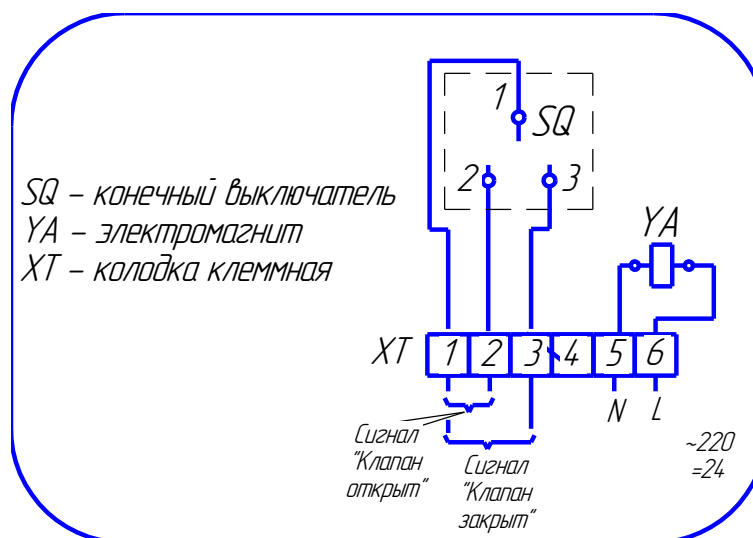 1
SQ
2 3
SQ – конечный выключатель
YA – электромагнит
XT – колодка клеммная
YA
XT 1 2 3 4 5 6
N L
Сигнал
"Клапан
открыт"
Сигнал
"Клапан
закрыт"
~220
=24